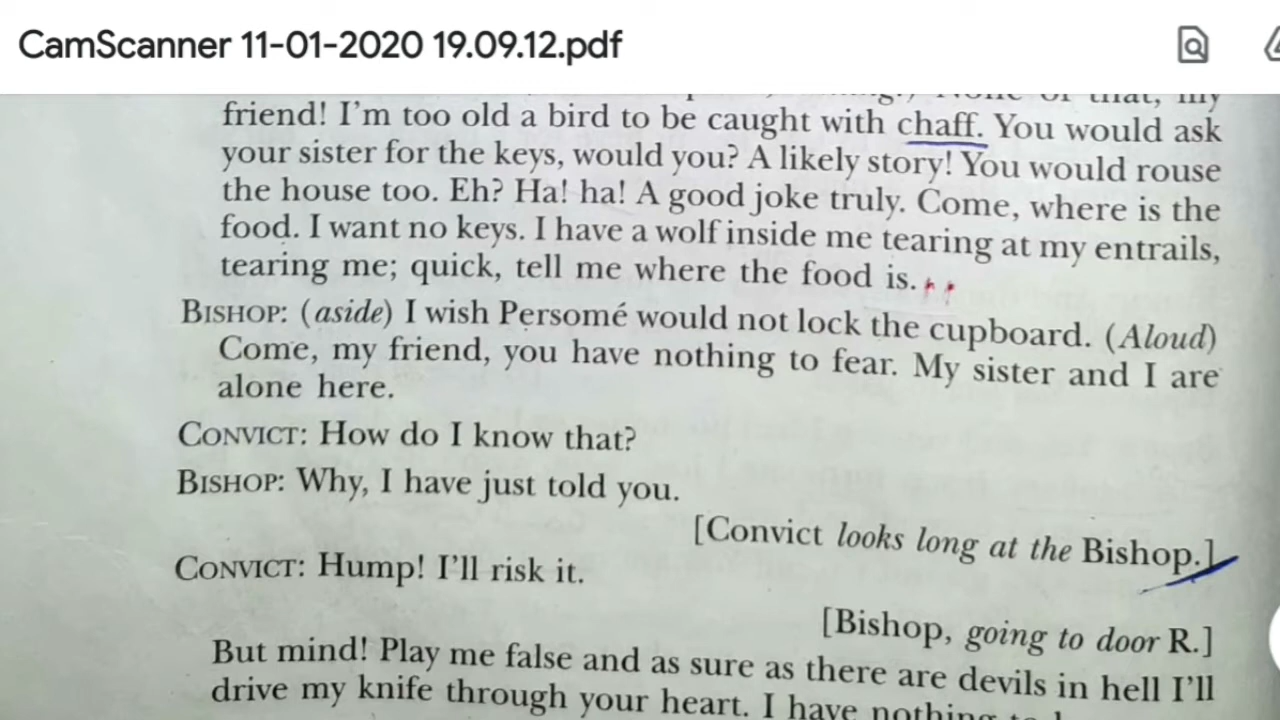 CamScanner 11-01-2020 19.09.12.pdf
that, my
friend! I'm too old a bird to be caught with chaff. You would ask
your sister for the keys, would you? A likely story! You would rouse
the house too. Eh? Ha! ha! A good joke truly. Come, where is the
food. I want no keys. I have a wolf inside me tearing at my entrails,
tearing me; quick, tell me where the food is.
BISHOP: (aside) I wish Persomé would not lock the cupboard. (Aloud)
Come, my friend, you have nothing to fear. My sister and I are
alone here.
CONVICT: How do I know that?
BISHOP: Why, I have just told you.
[Convict looks long at the Bishop.]
CONVICT: Hump! I'll risk it.
[Bishop, going to door R.]
But mind! Play me false and as sure as there are devils in hell I'll
drive my knife through your heart. I have nothing